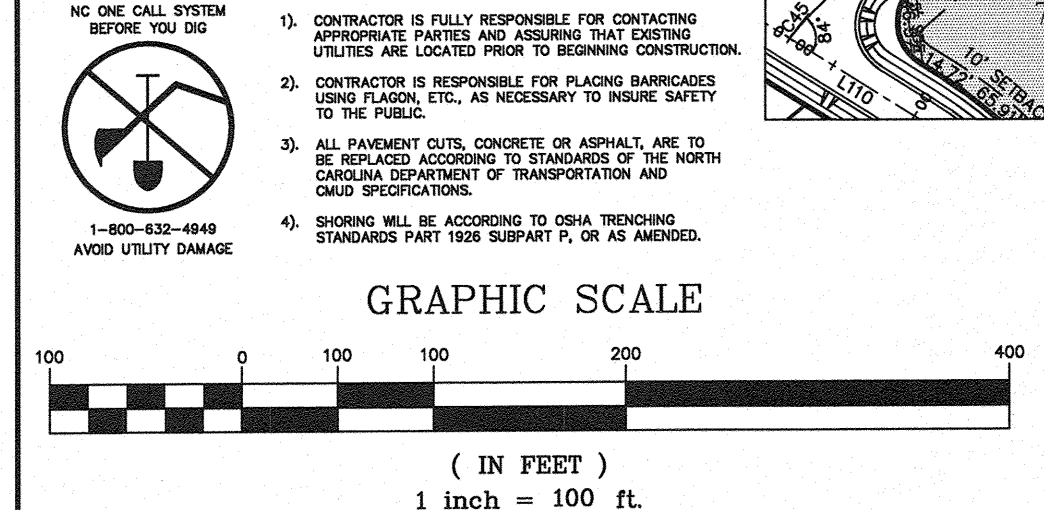 NC ONE CALL SYSTEM
BEFORE YOU DIG
1-800-632-4949
AVOID UTILITY DAMAGE
1). CONTRACTOR IS FULLY RESPONSIBLE FOR CONTACTING
APPROPRIATE PARTIES AND ASSURING THAT EXISTING
UTILITIES ARE LOCATED PRIOR TO BEGINNING CONSTRUCTION.
2). CONTRACTOR IS RESPONSIBLE FOR PLACING BARRICADES
USING FLAGON, ETC., AS NECESSARY TO INSURE SAFETY
TO THE PUBLIC.
3). ALL PAVEMENT CUTS, CONCRETE OR ASPHALT, ARE TO
BE REPLACED ACCORDING TO STANDARDS OF THE NORTH
CAROLINA DEPARTMENT OF TRANSPORTATION AND
CMUD SPECIFICATIONS.
4). SHORING WILL BE ACCORDING TO OSHA TRENCHING
STANDARDS PART 1926 SUBPART P, OR AS AMENDED.
L110
10' SETBAC
14.72'
65.91'
GRAPHIC SCALE
100 0 100 100 200 400
( IN FEET )
1 inch = 100 ft.